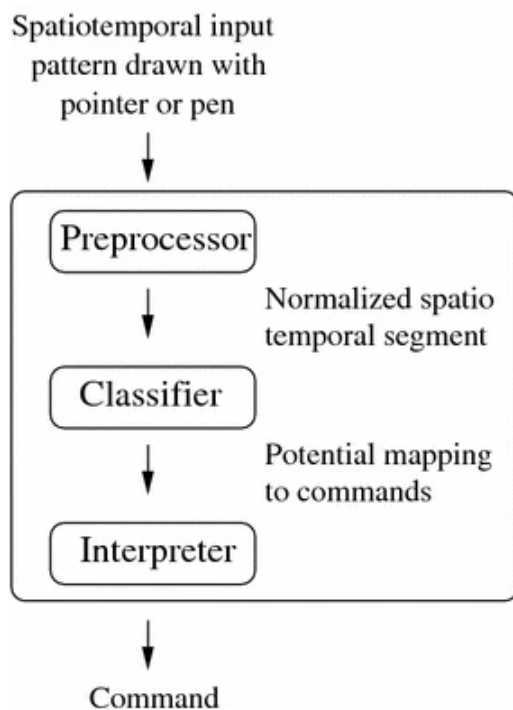 Spatiotemporal input
pattern drawn with
pointer or pen
Preprocessor
Normalized spatio
temporal segment
Classifier
Potential mapping
to commands
Interpreter
Command